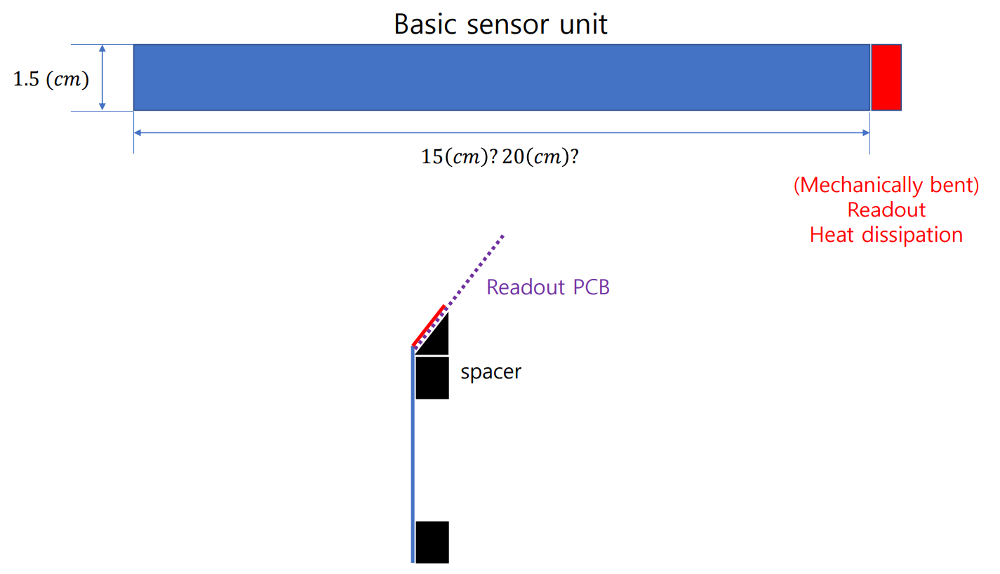 Basic sensor unit
1.5 (cm)
15(cm)? 20(cm)?
(Mechanically bent)
Readout
Heat dissipation
Readout PCB
spacer